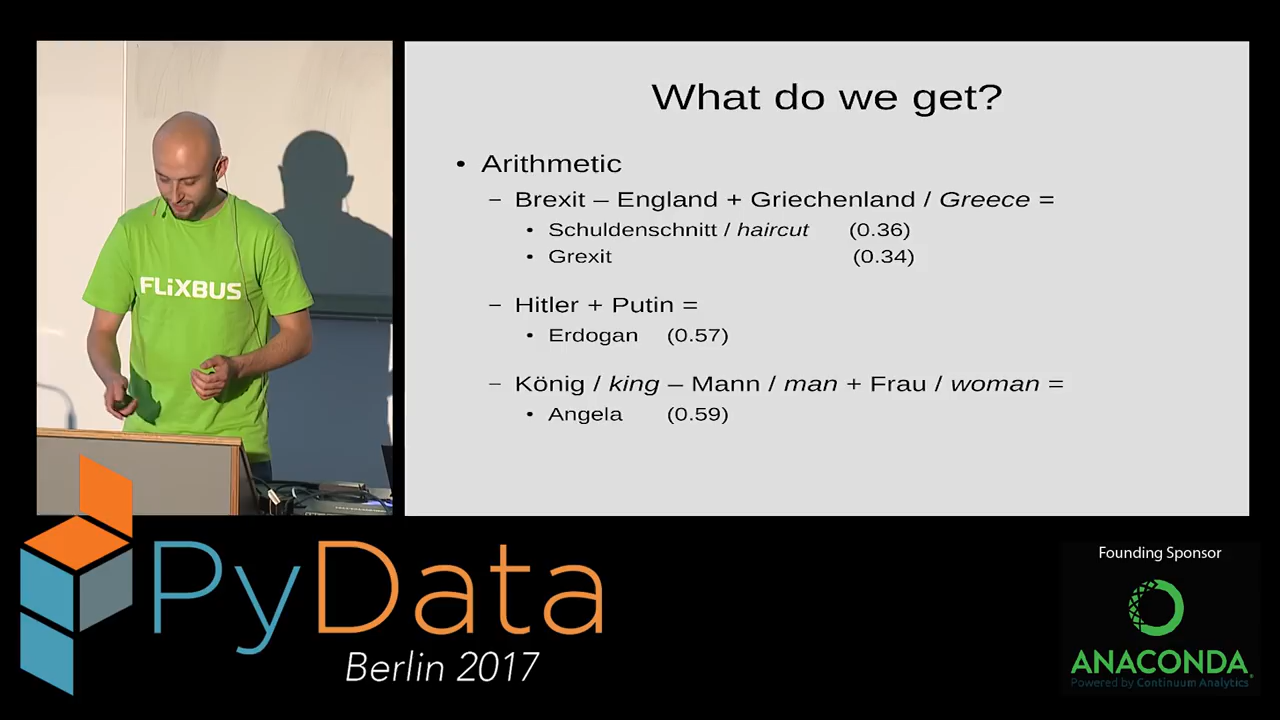 What do we get?
• Arithmetic
– Brexit – England + Griechenland / Greece =
• Schuldenschnitt / haircut (0.36)
• Grexit (0.34)
– Hitler + Putin =
• Erdogan (0.57)
– König / king – Mann / man + Frau / woman =
• Angela (0.59)
FLiXBUS
PyData
Berlin 2017
Founding Sponsor
ANACONDA
Powered by Continuum Analytics